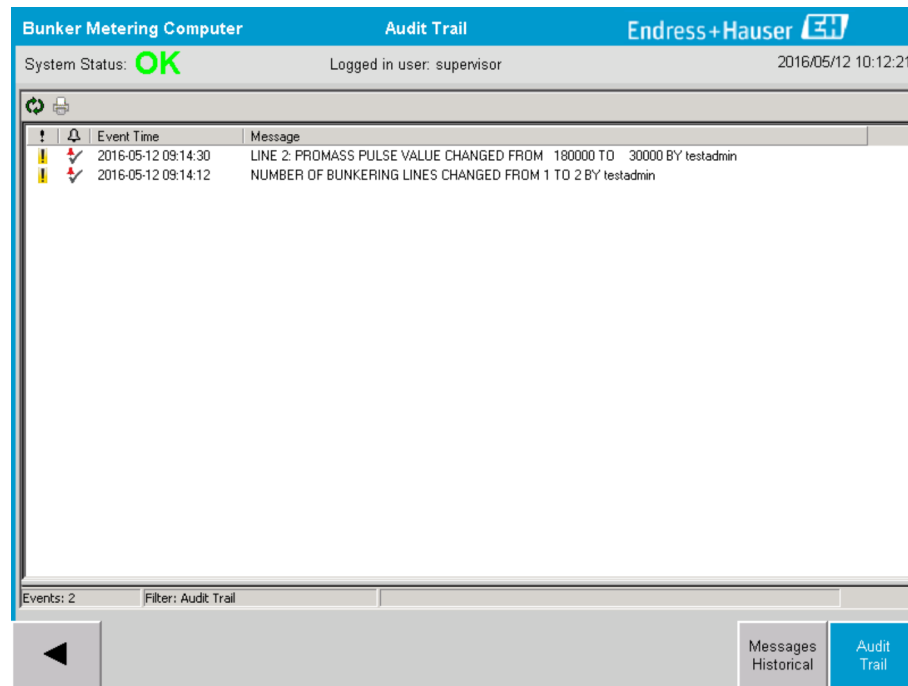 Bunker Metering Computer Audit Trail Endress+Hauser EH
System Status: OK Logged in user: supervisor 2016/05/12 10:12:21
! Event Time Message
! 2016-05-12 09:14:30 LINE 2: PROMASS PULSE VALUE CHANGED FROM 180000 TO 30000 BY testadmin
! 2016-05-12 09:14:12 NUMBER OF BUNKERING LINES CHANGED FROM 1 TO 2 BY testadmin
Events: 2 Filter: Audit Trail
Messages Audit
Historical Trail